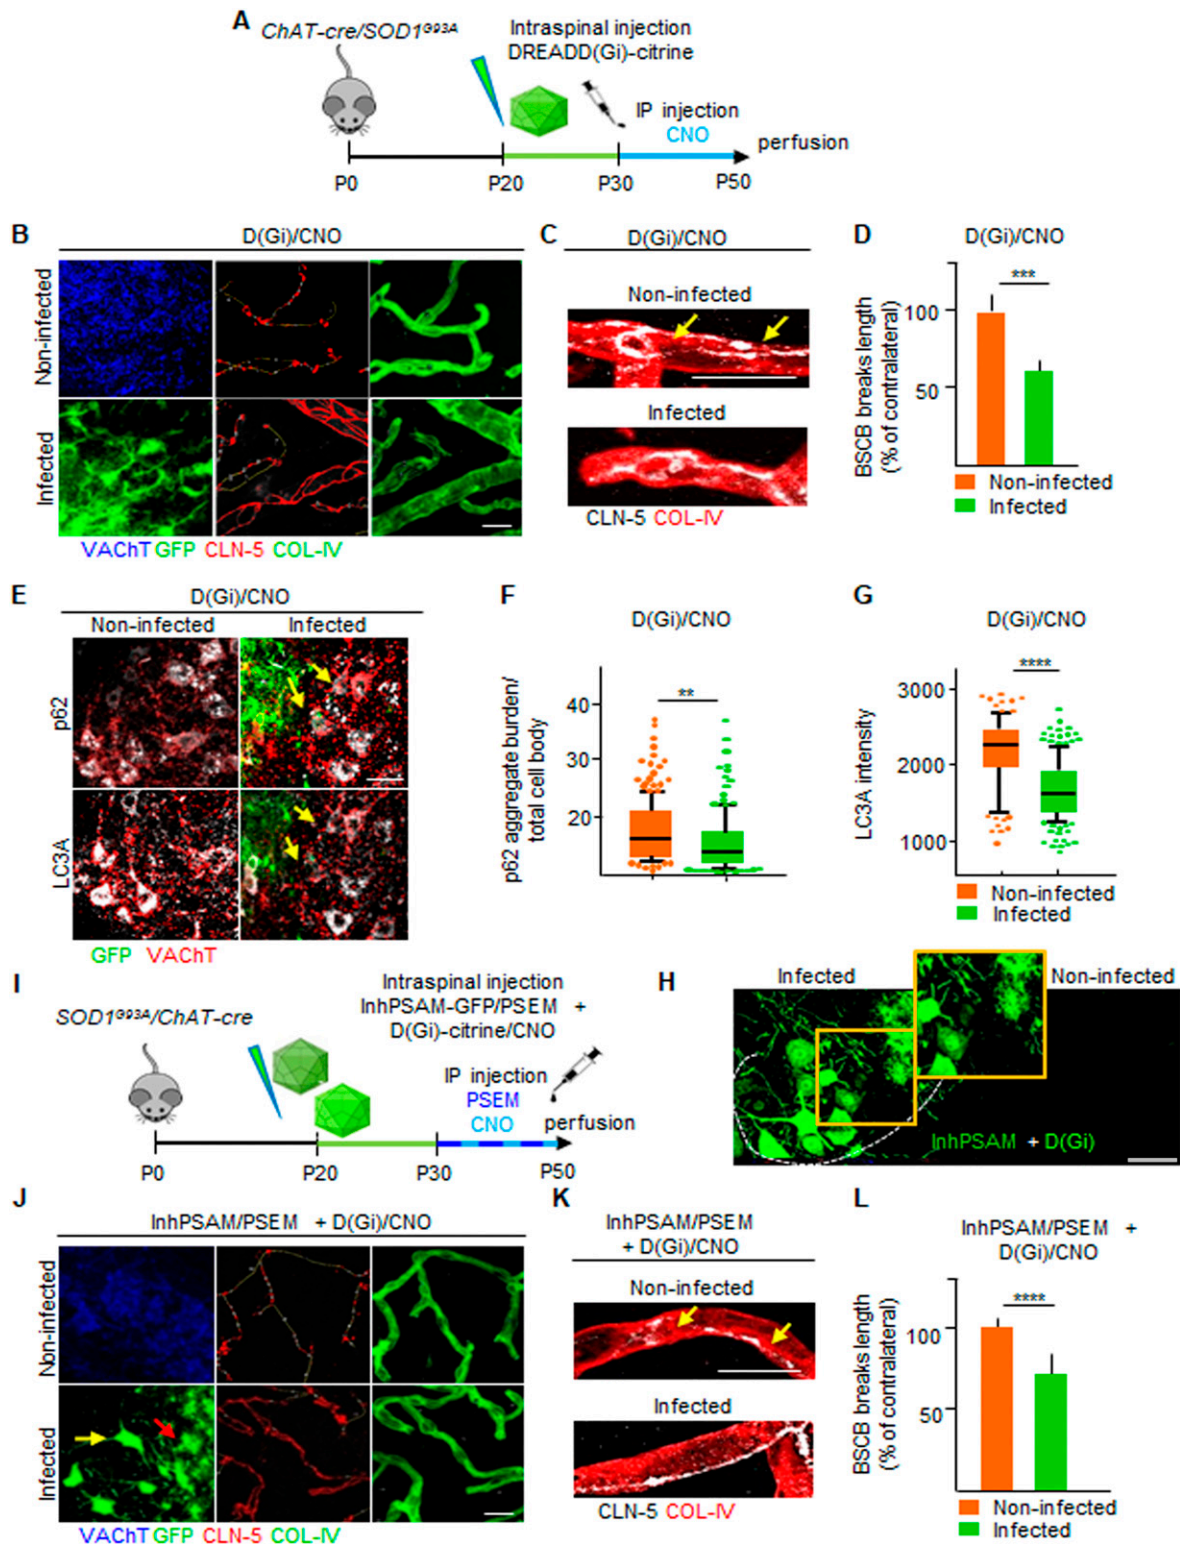 A
ChAT-cre/SOD1G93A
Intraspinal injection
DREADD(Gi)-citrine
IP injection
CNO
perfusion
P0
P20
P30
P50
B
D(Gi)/CNO
Non-infected
Infected
VAChT GFP CLN-5 COL-IV
C
D(Gi)/CNO
Non-infected
Infected
CLN-5 COL-IV
D
D(Gi)/CNO
***
100
50
BSCB breaks length
(% of contralateral)
Non-infected
Infected
E
D(Gi)/CNO
Non-infected
Infected
p62
LC3A
GFP VAChT
F
D(Gi)/CNO
**
40
30
20
p62 aggregate burden/
total cell body
G
D(Gi)/CNO
****
3000
2000
1000
LC3A intensity
Non-infected
Infected
I
SOD1G93A/ChAT-cre
Intraspinal injection
InhPSAM-GFP/PSEM +
D(Gi)-citrine/CNO
IP injection
PSEM
CNO
perfusion
P0
P20
P30
P50
H
Infected
Non-infected
InhPSAM + D(Gi)
J
InhPSAM/PSEM + D(Gi)/CNO
Non-infected
Infected
VAChT GFP CLN-5 COL-IV
K
InhPSAM/PSEM
+ D(Gi)/CNO
Non-infected
Infected
CLN-5 COL-IV
L
InhPSAM/PSEM +
D(Gi)/CNO
****
100
50
BSCB breaks length
(% of contralateral)
Non-infected
Infected